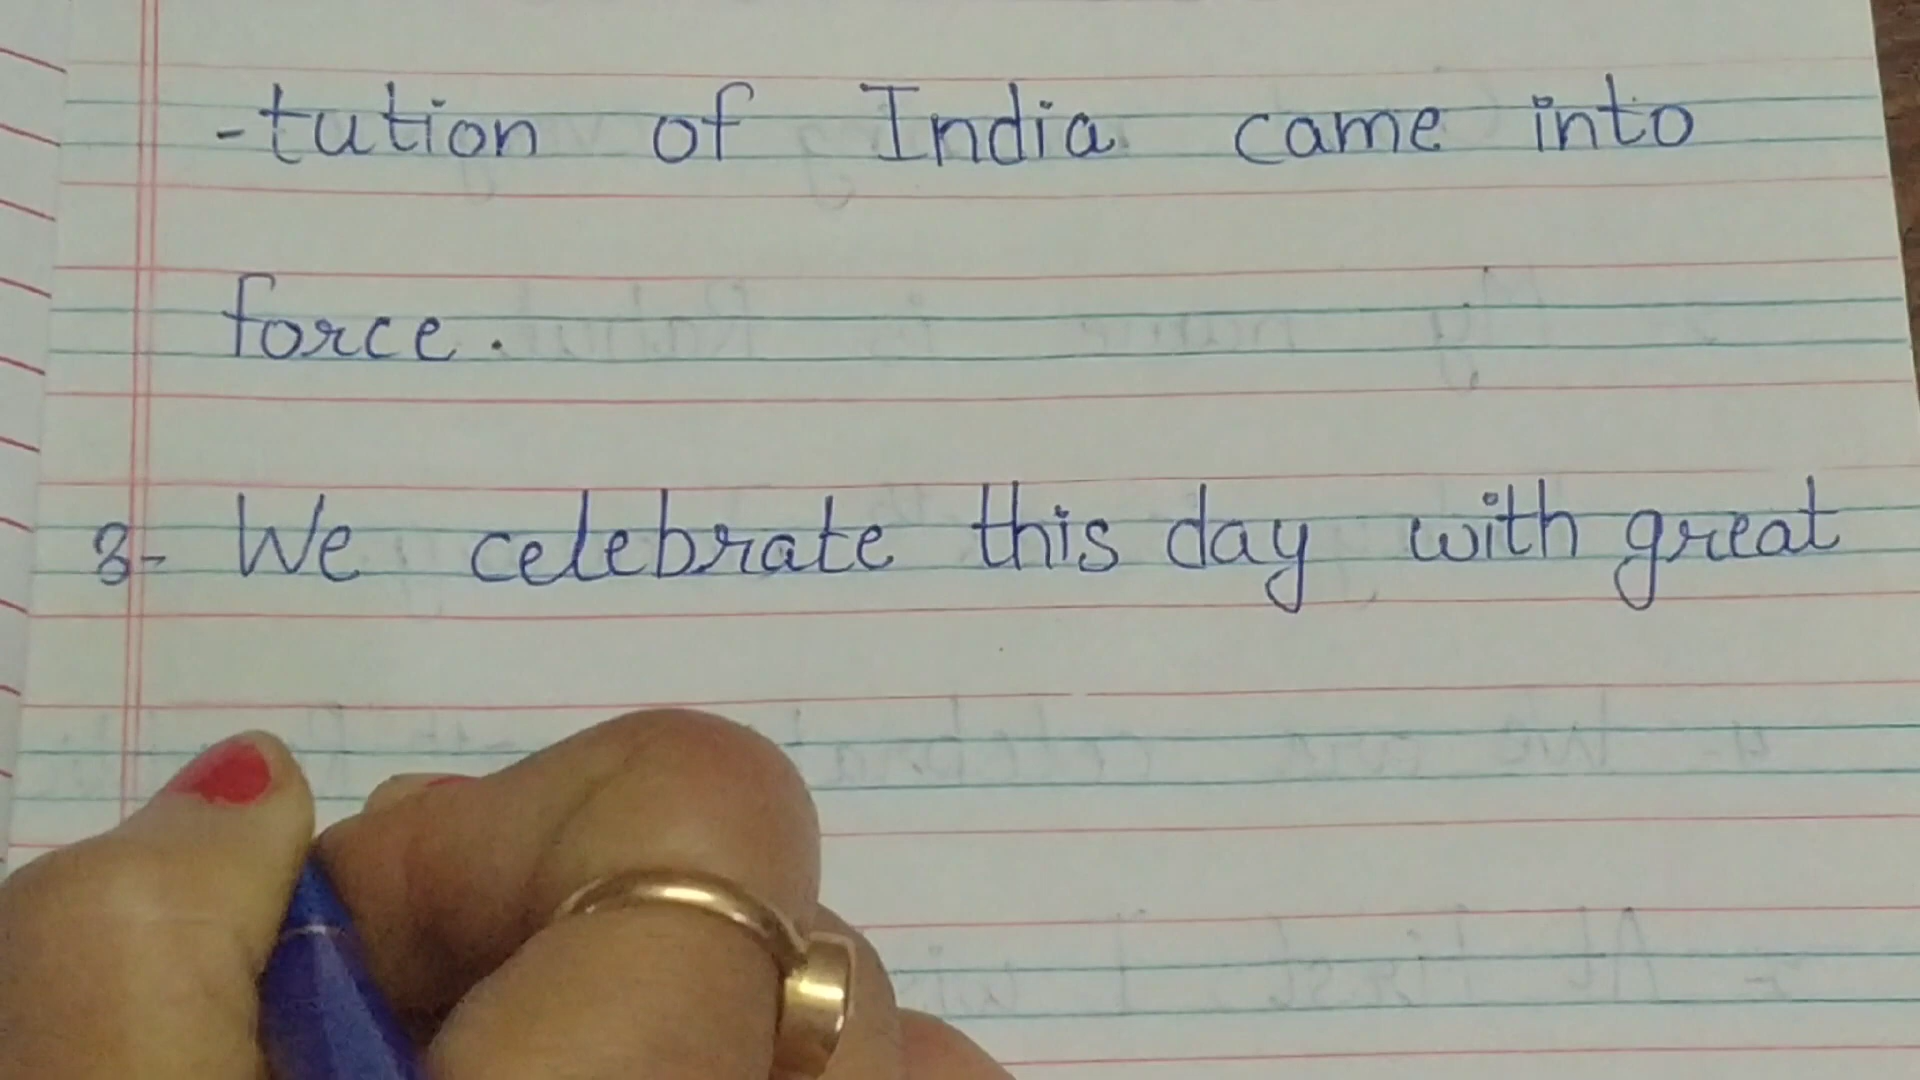 -tution of India came into
force.
3- We celebrate this day with great